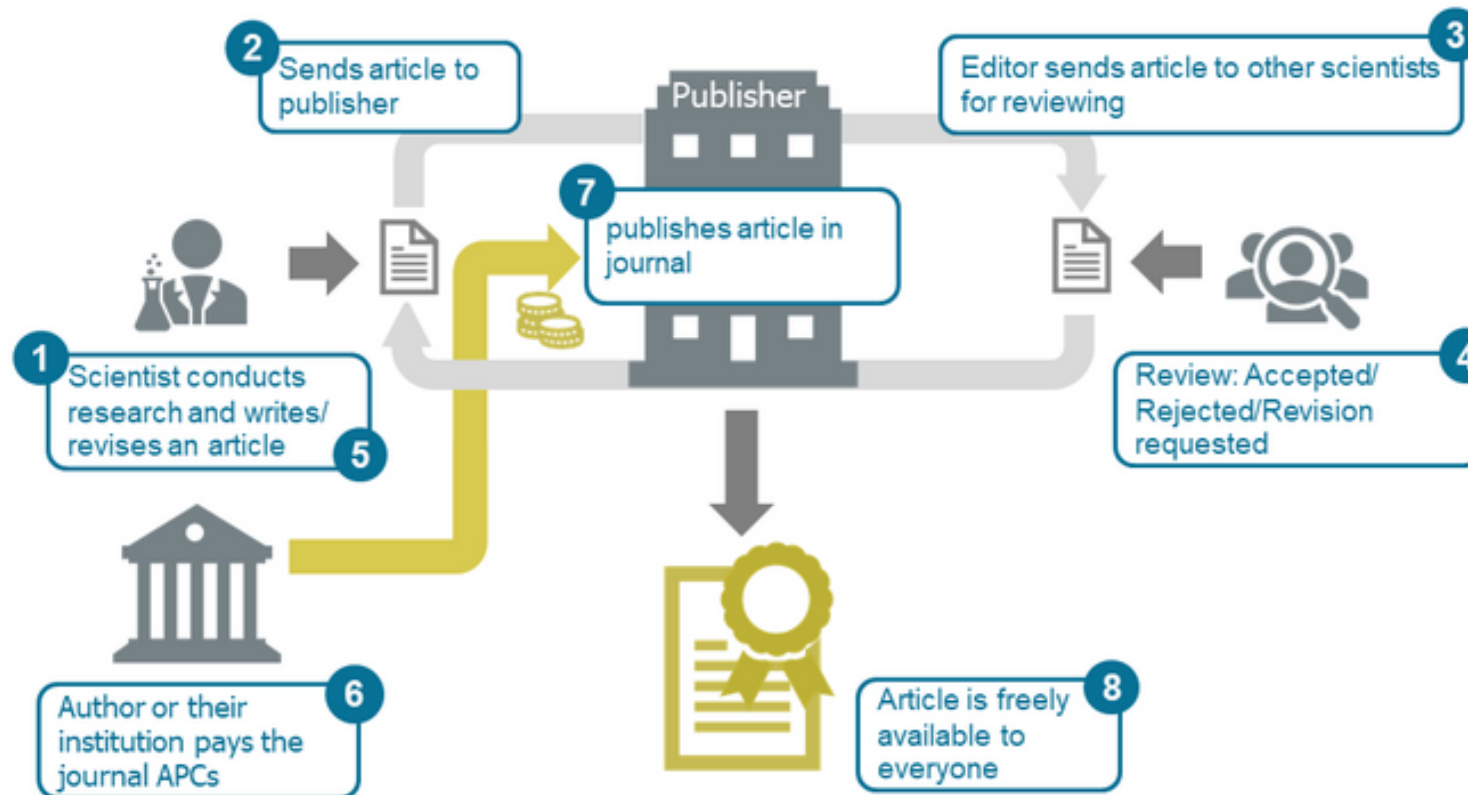 2
Sends article to
publisher
Publisher
3
Editor sends article to other scientists
for reviewing
7
publishes article in
journal
1
Scientist conducts
research and writes/
revises an article
5
4
Review: Accepted/
Rejected/Revision
requested
6
Author or their
institution pays the
journal APCs
8
Article is freely
available to
everyone